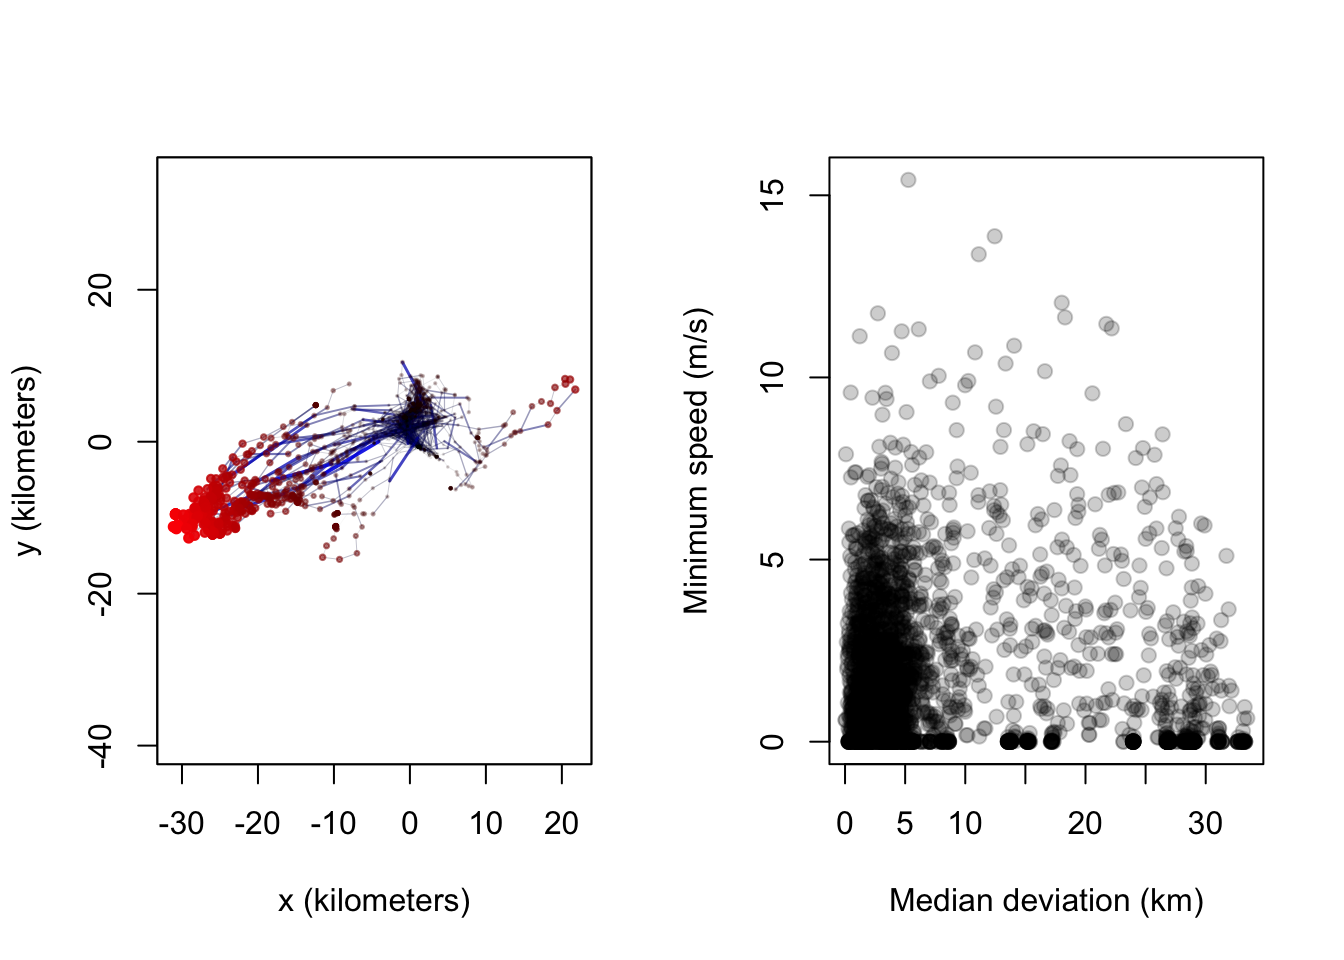 y (kilometers)
20
0
-20
-40
-30 -20 -10 0 10 20
x (kilometers)
Minimum speed (m/s)
15
10
5
0
0 5 10 20 30
Median deviation (km)